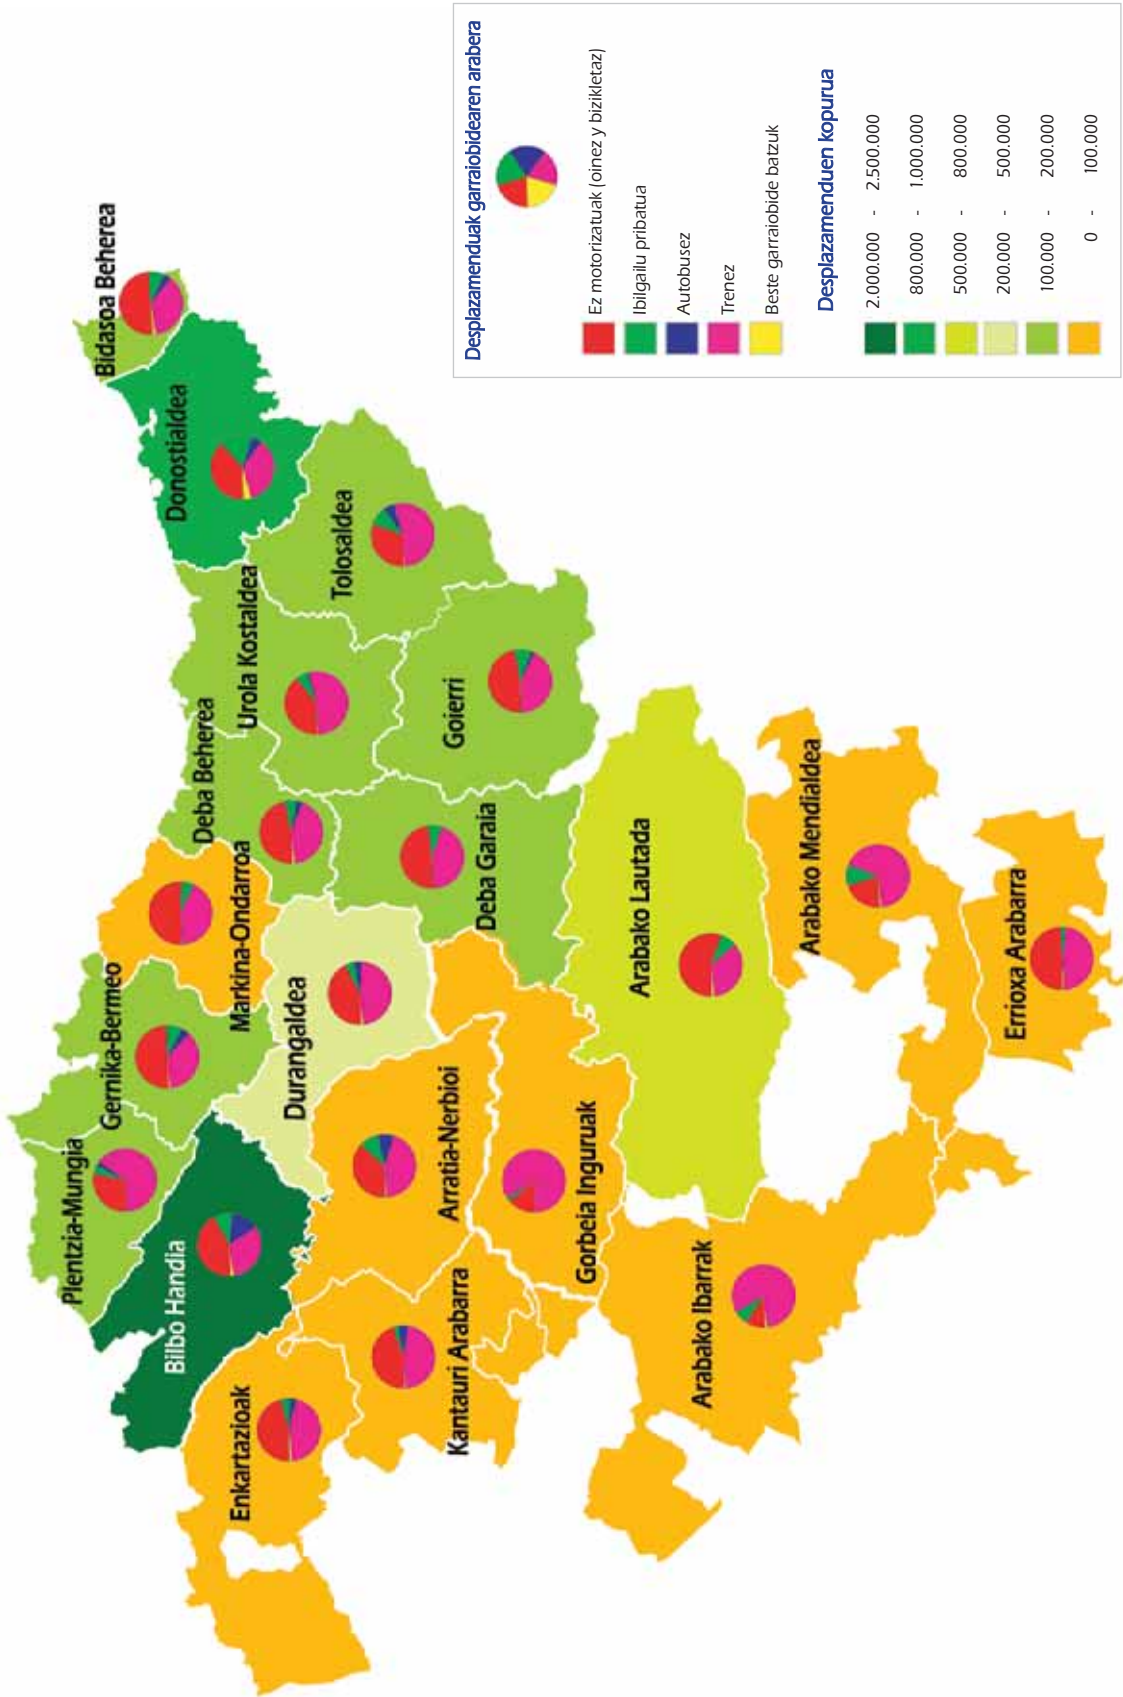 Bidasoa Beherea
Donostialdea
Tolosaldea
Urola Kostaldea
Goierri
Deba Beherea
Deba Garaia
Markina-Ondarroa
Gernika-Bermeo
Durangaldea
Plentzia-Mungia
Bilbo Handia
Arratia-Nerbioi
Gorbeia Inguruak
Enkartazioak
Kantauri Arabarra
Arabako Lautada
Arabako Mendialdea
Errioxa Arabarra
Arabako Ibarrak
Desplazamenduak garraiobidearen arabera
Ez motorizatuak (oinez y bizikletaz)
Ibilgailu pribatua
Autobusez
Trenez
Beste garraiobide batzuk
Desplazamenduen kopurua
2.000.000 - 2.500.000
800.000 - 1.000.000
500.000 - 800.000
200.000 - 500.000
100.000 - 200.000
0 - 100.000